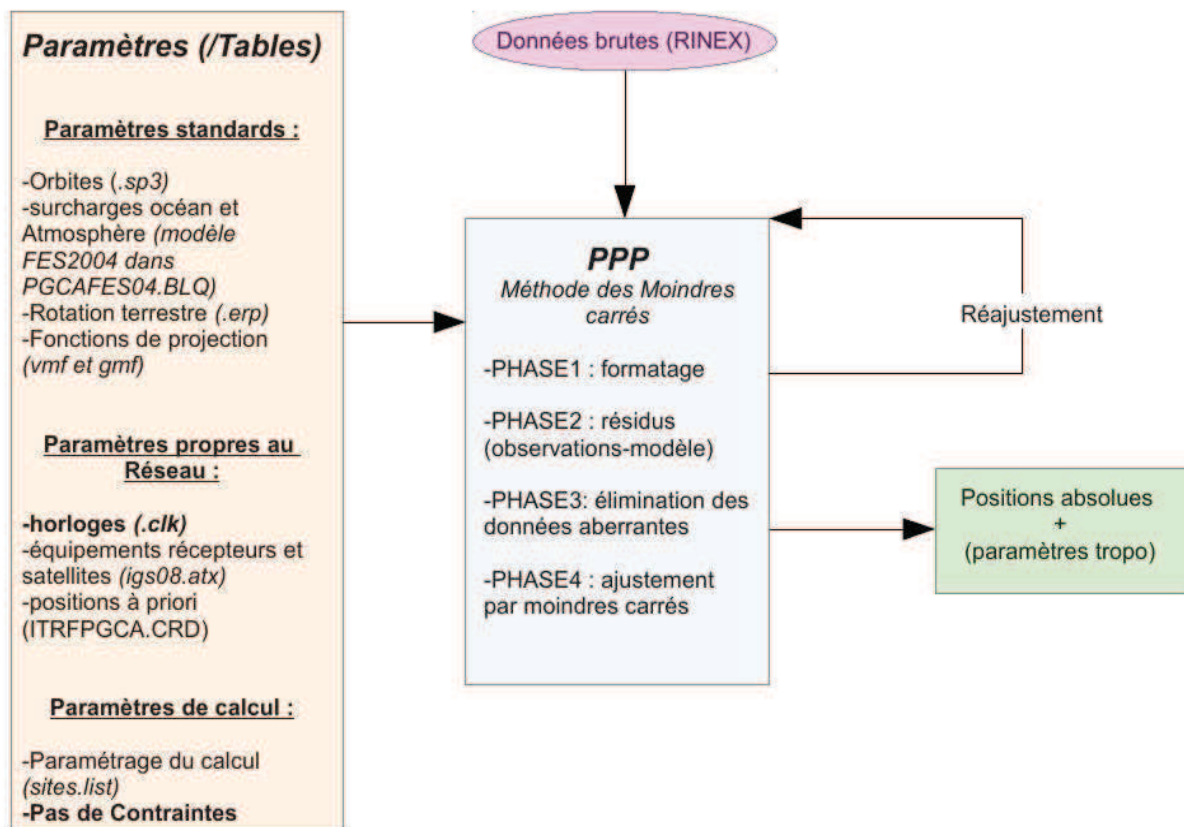 Paramètres (/Tables)
Paramètres standards :
-Orbites (.sp3)
-surcharges océan et
Atmosphère (modèle
FES2004 dans
PGCAFES04.BLQ)
-Rotation terrestre (.erp)
-Fonctions de projection
(vmf et gmf)
Paramètres propres au
Réseau :
-horloges (.clk)
-équipements récepteurs et
satellites (igs08.atx)
-positions à priori
(ITRFPGCA.CRD)
Paramètres de calcul :
-Paramétrage du calcul
(sites.list)
-Pas de Contraintes
Données brutes (RINEX)
PPP
Méthode des Moindres
carrés
-PHASE1 : formatage
-PHASE2 : résidus
(observations-modèle)
-PHASE3: élimination des
données aberrantes
-PHASE4 : ajustement
par moindres carrés
Réajustement
Positions absolues
+
(paramètres tropo)